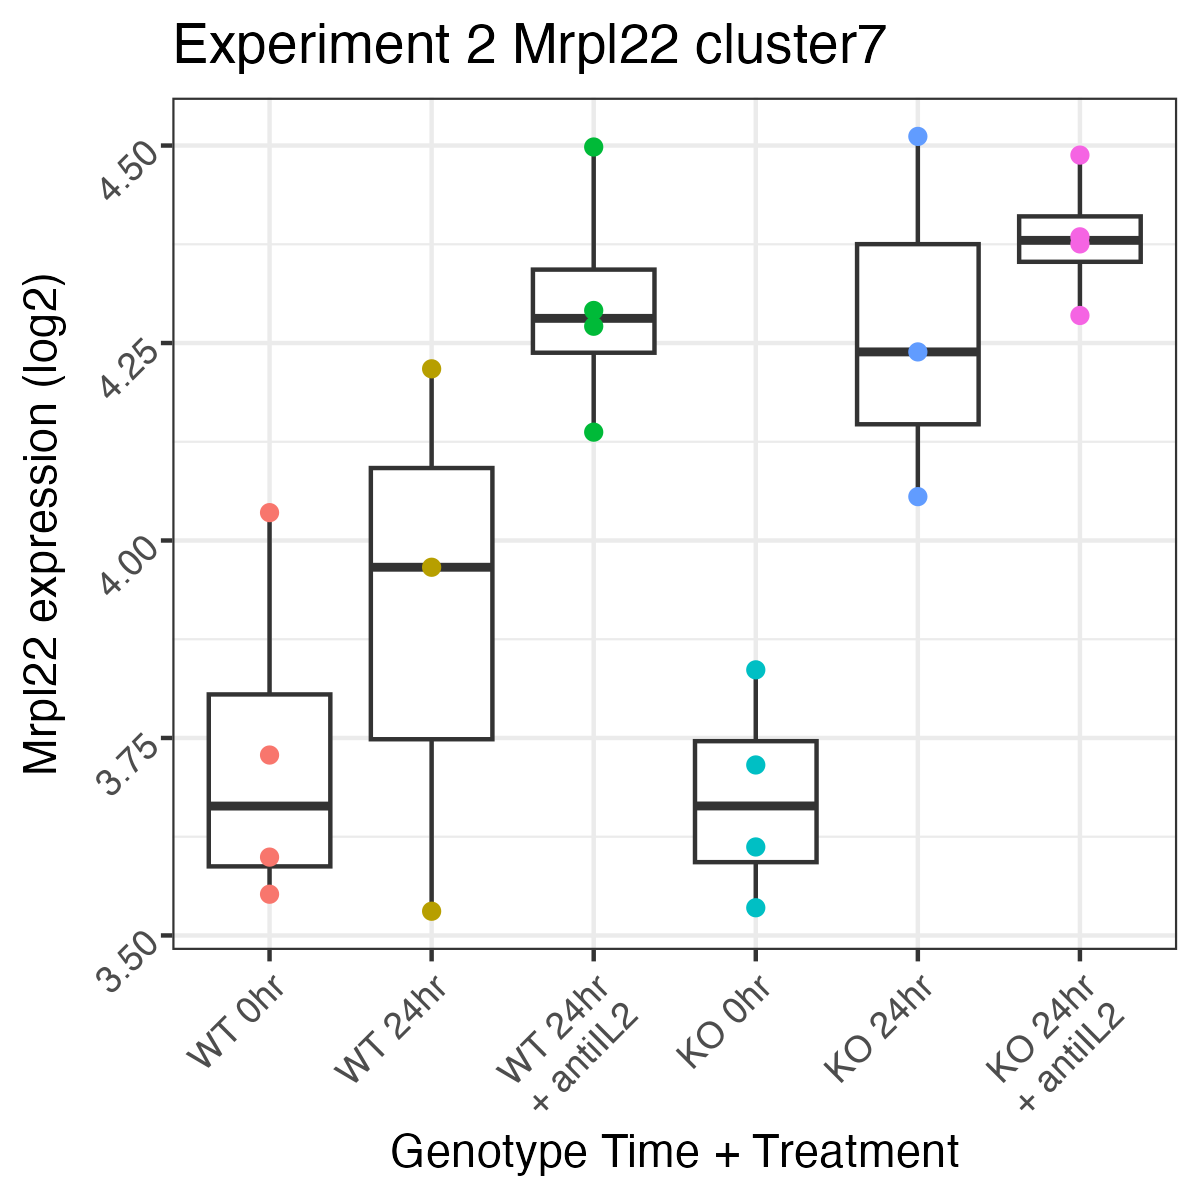 Experiment 2 Mrpl22 cluster7
Mrpl22 expression (log2)
4.50
4.25
4.00
3.75
3.50
WT 0hr
WT 24hr
WT 24hr
+ antiIL2
KO 0hr
KO 24hr
KO 24hr
+ antiIL2
Genotype Time + Treatment